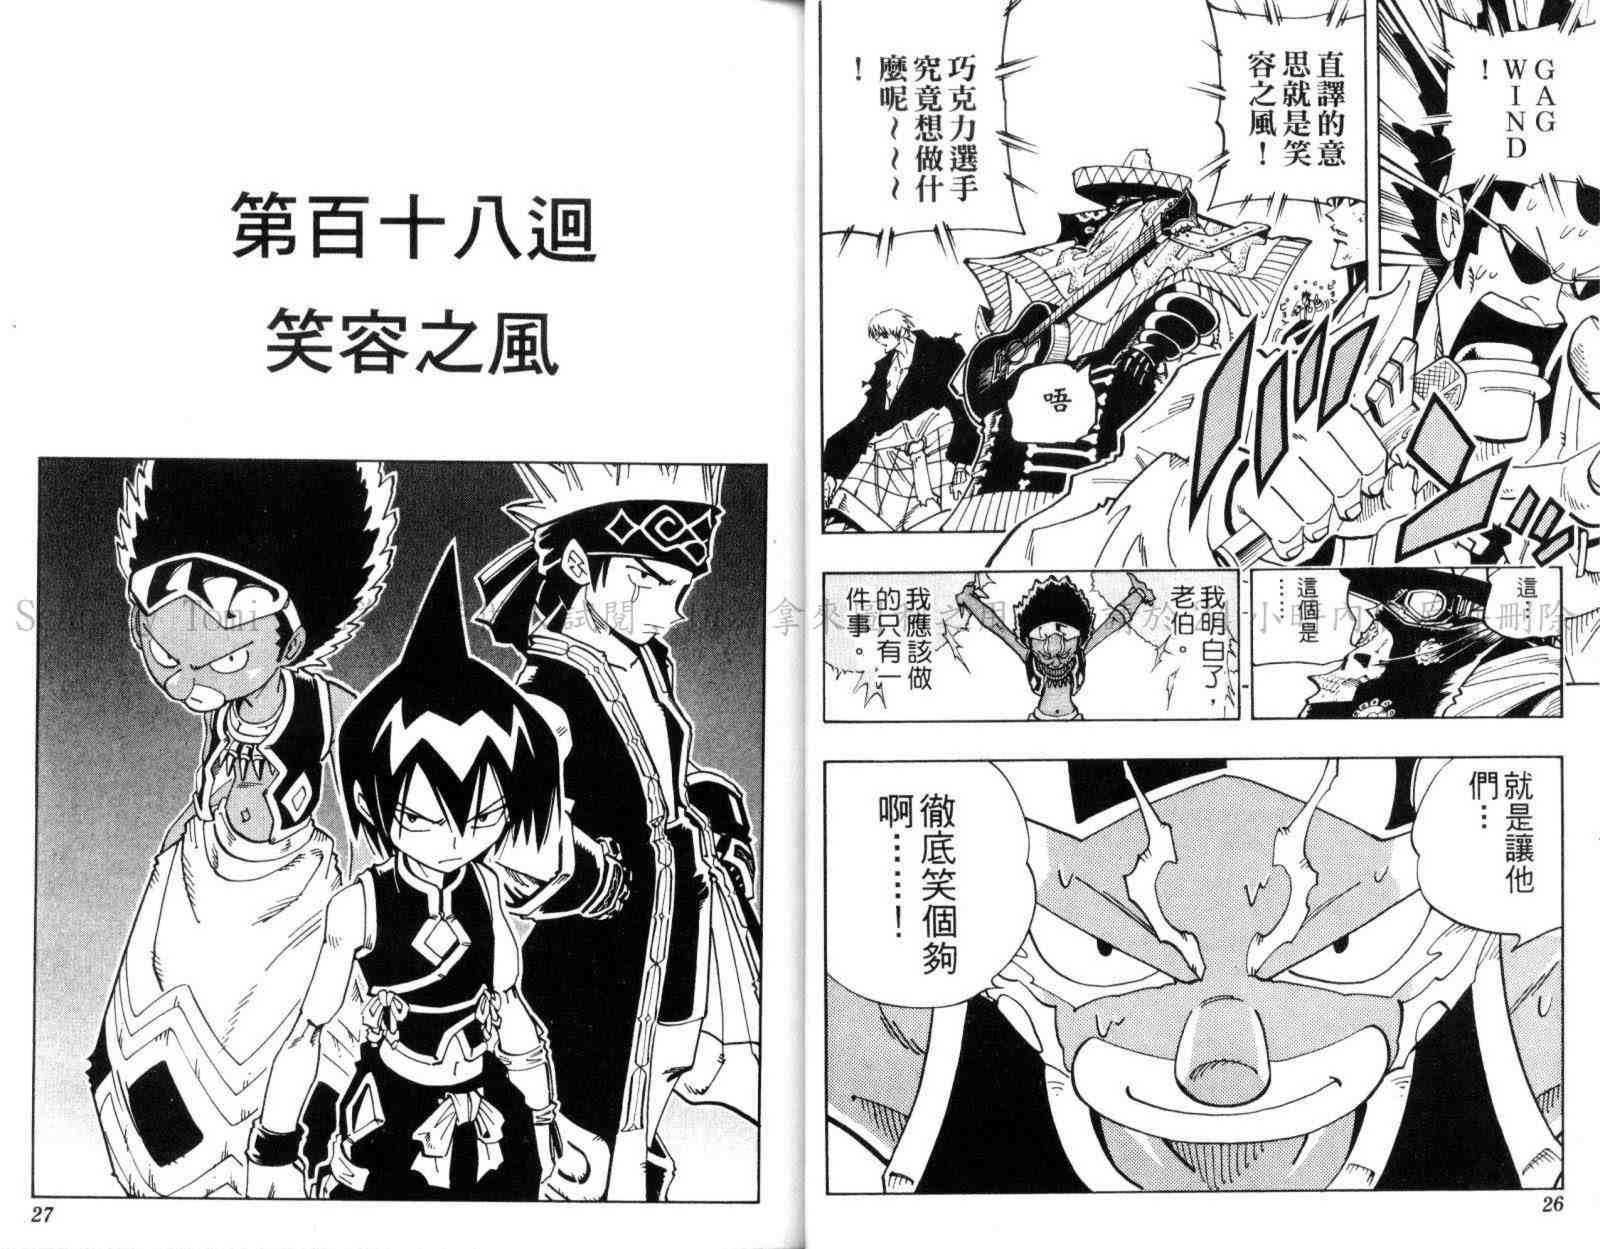 GAG
WIND
！
直譯的意
思就是笑
容之風！
巧克力選手
究竟想做什
麼呢～～～
！
唔
這……
這個是
我明白了，
老伯。
我應該做
的只有一
件事。
就是讓他
們…
徹底笑個夠
啊……！
26
第百十八迴
笑容之風
27